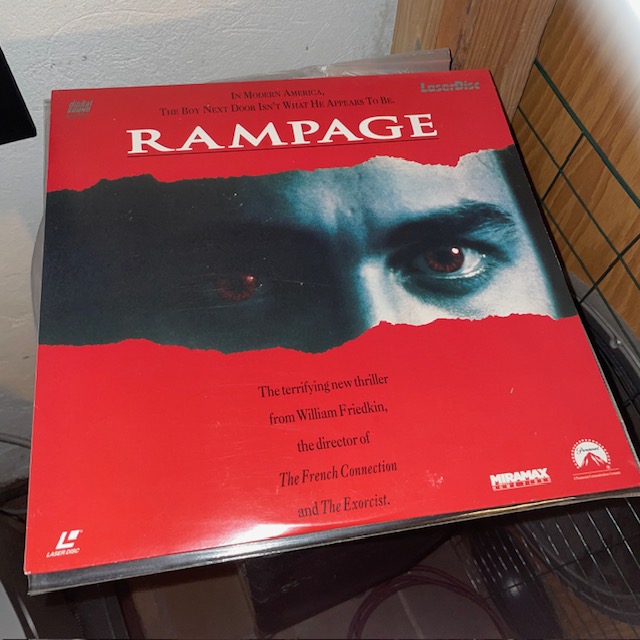 IN MODERN AMERICA,
THE BOY NEXT DOOR ISN'T WHAT HE APPEARS TO BE.
LaserDisc
RAMPAGE
The terrifying new thriller
from William Friedkin,
the director of
The French Connection
and The Exorcist.
MIRAMAX
Paramount
LASER DISC